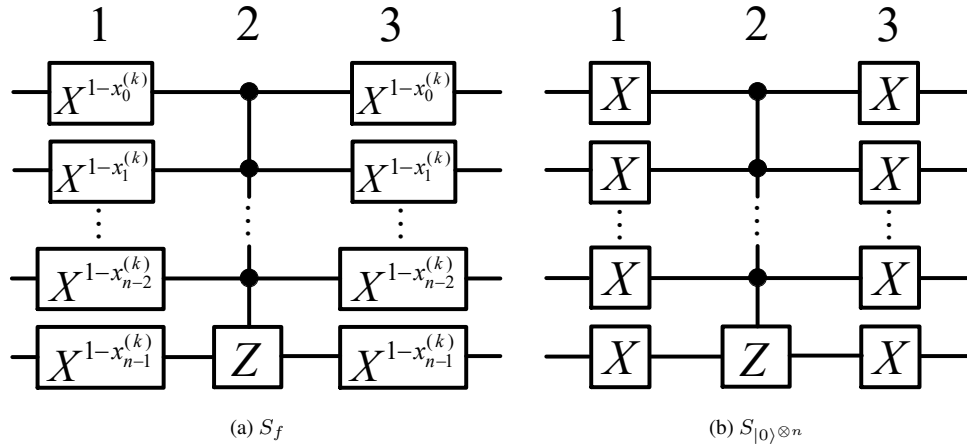 1 2 3 1 2 3
X^{1-x_0^{(k)}} X^{1-x_0^{(k)}} X X
X^{1-x_1^{(k)}} X^{1-x_1^{(k)}} X X
X^{1-x_{n-2}^{(k)}} X^{1-x_{n-2}^{(k)}} X X
X^{1-x_{n-1}^{(k)}} Z X^{1-x_{n-1}^{(k)}} X Z X
(a) S_f (b) S_{|0⟩^{⊗n}}